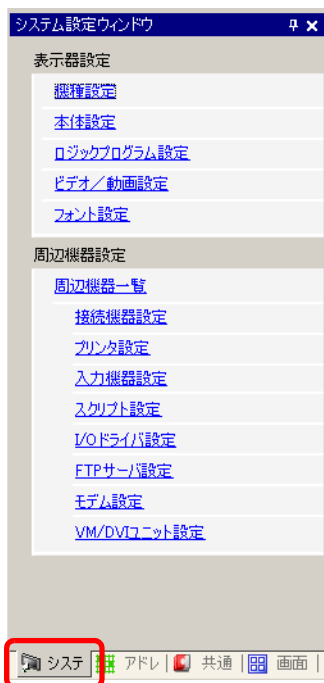 システム設定ウィンドウ
表示器設定
機種設定
本体設定
ロジックプログラム設定
ビデオ／動画設定
フォント設定
周辺機器設定
周辺機器一覧
接続機器設定
プリンタ設定
入力機器設定
スクリプト設定
I/Oドライバ設定
FTPサーバ設定
モデム設定
VM/DVIユニット設定
システ アドレ 共通 画面